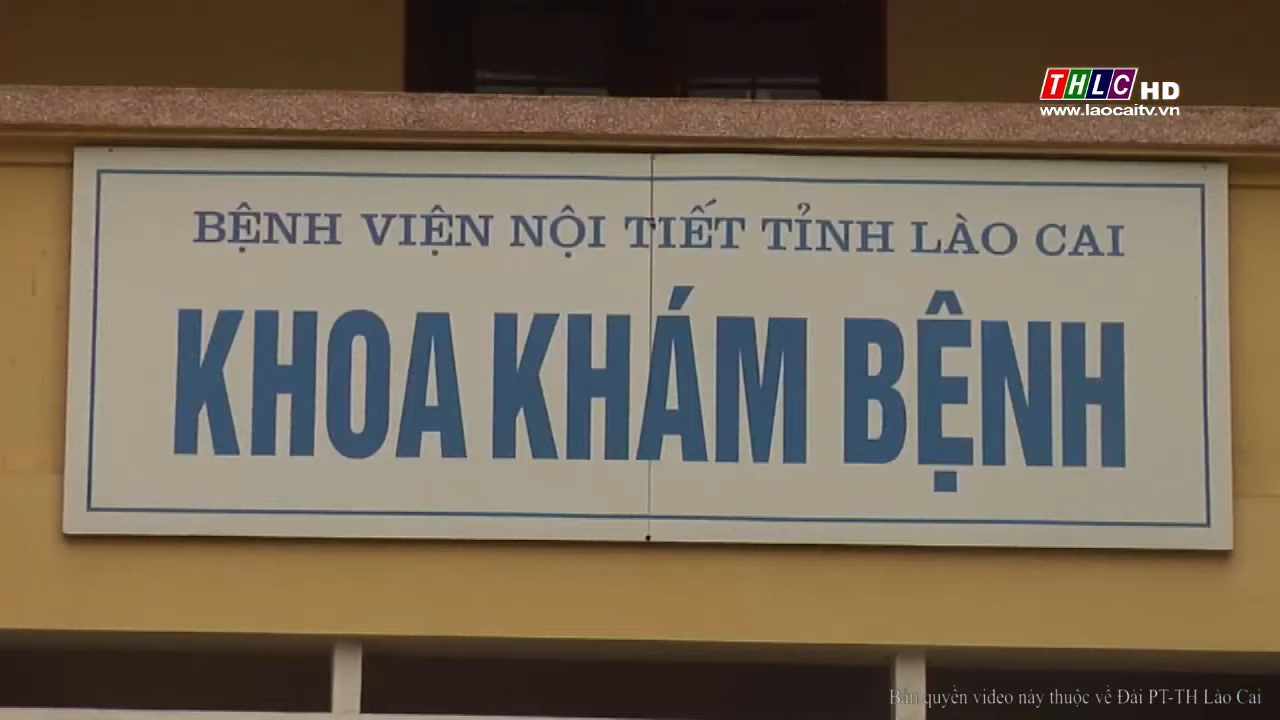 THLC HD
www.laocaitv.vn
BỆNH VIỆN NỘI TIẾT TỈNH LÀO CAI
KHOA KHÁM BỆNH
Bản quyền video này thuộc về Đài PT-TH Lào Cai